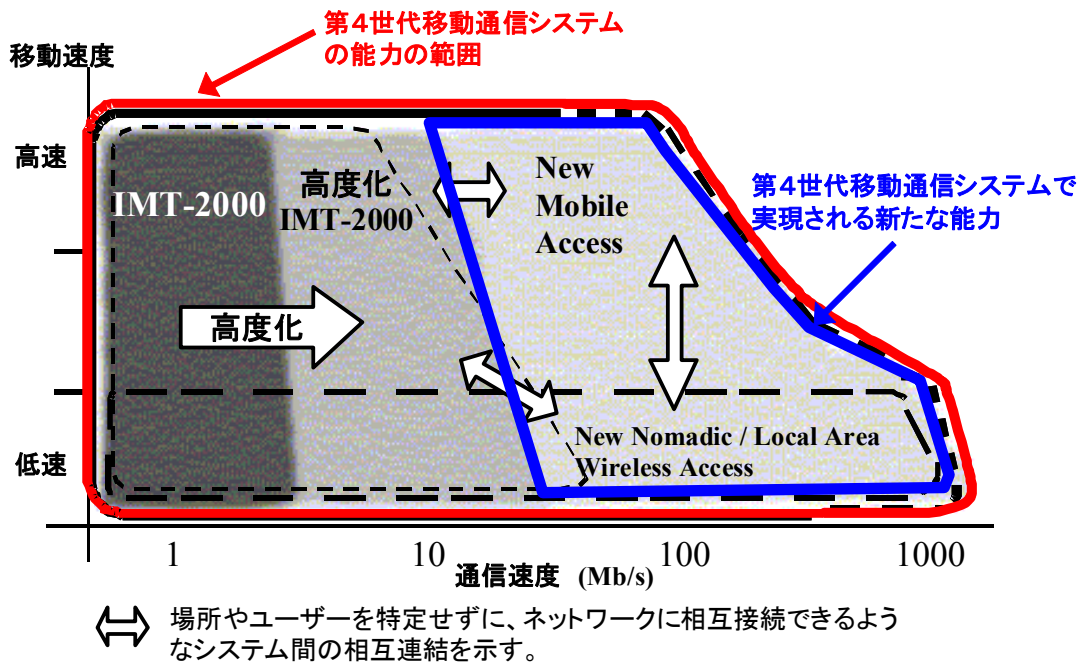 第4世代移動通信システム
の能力の範囲
移動速度
高速
IMT-2000
高度化
IMT-2000
New
Mobile
Access
第4世代移動通信システムで
実現される新たな能力
高度化
New Nomadic / Local Area
Wireless Access
低速
1 10 100 1000
通信速度 (Mb/s)
場所やユーザーを特定せずに、ネットワークに相互接続できるよう
なシステム間の相互連結を示す。